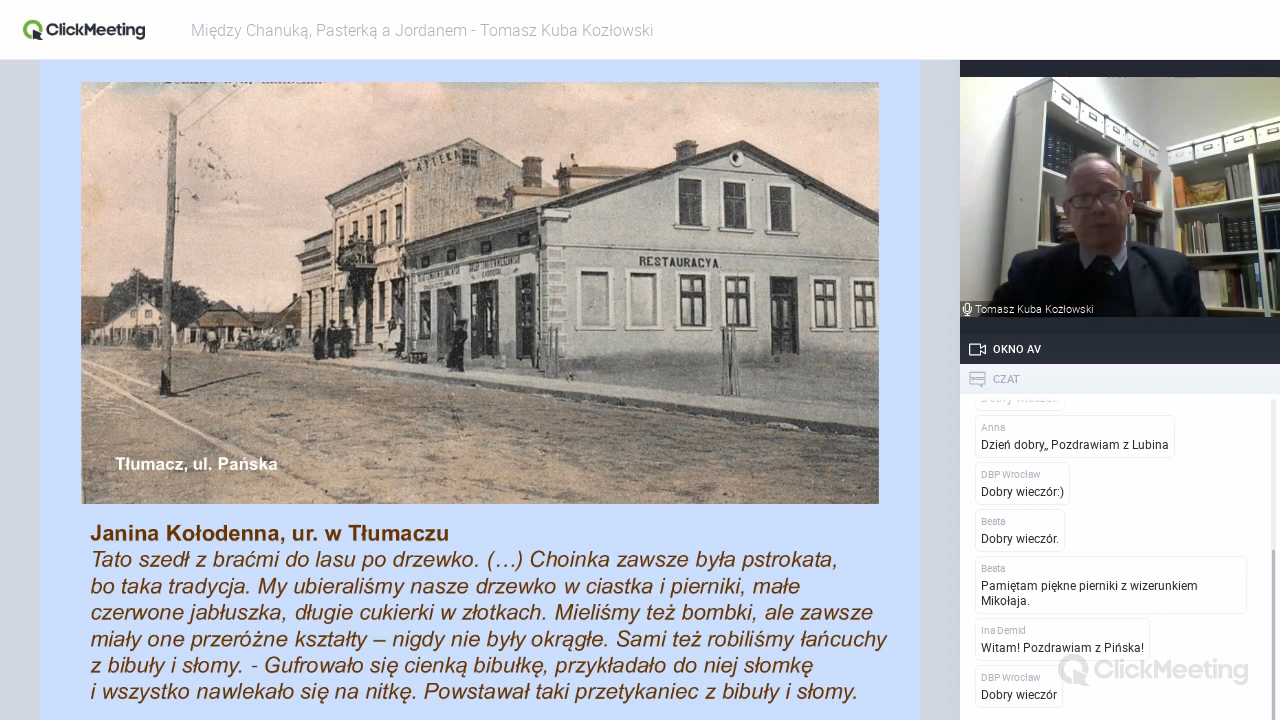 ClickMeeting
Między Chanuką, Pasterką a Jordanem - Tomasz Kuba Kozłowski
APTEKA
RESTAURACYA
Tłumacz, ul. Pańska
Janina Kołodenna, ur. w Tłumaczu
Tato szedł z braćmi do lasu po drzewko. (…) Choinka zawsze była pstrokata,
bo taka tradycja. My ubieraliśmy nasze drzewko w ciastka i pierniki, małe
czerwone jabłuszka, długie cukierki w złotkach. Mieliśmy też bombki, ale zawsze
miały one przeróżne kształty – nigdy nie były okrągłe. Sami też robiliśmy łańcuchy
z bibuły i słomy. - Gufrowało się cienką bibułkę, przykładało do niej słomkę
i wszystko nawlekało się na nitkę. Powstawał taki przetykaniec z bibuły i słomy.
Tomasz Kuba Kozłowski
OKNO AV
CZAT
Dobry wieczór.
Anna
Dzień dobry,, Pozdrawiam z Lubina
DBP Wrocław
Dobry wieczór:)
Beata
Dobry wieczór.
Beata
Pamiętam piękne pierniki z wizerunkiem
Mikołaja.
Ina Demid
Witam! Pozdrawiam z Pińska!
DBP Wrocław
Dobry wieczór
ClickMeeting